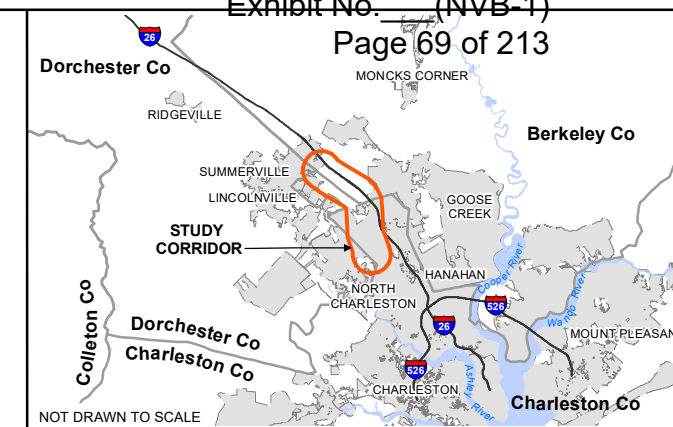 Exhibit No.___(NVB-1)
Page 69 of 213
26
Dorchester Co
MONCKS CORNER
RIDGEVILLE
Berkeley Co
SUMMERVILLE
LINCOLNVILLE
GOOSE
CREEK
STUDY
CORRIDOR
HANAHAN
Cooper River
NORTH
CHARLESTON
526
Wando River
26
Colleton Co
Dorchester Co
Charleston Co
MOUNT PLEASAN
526
CHARLESTON
Ashley River
Charleston Co
NOT DRAWN TO SCALE